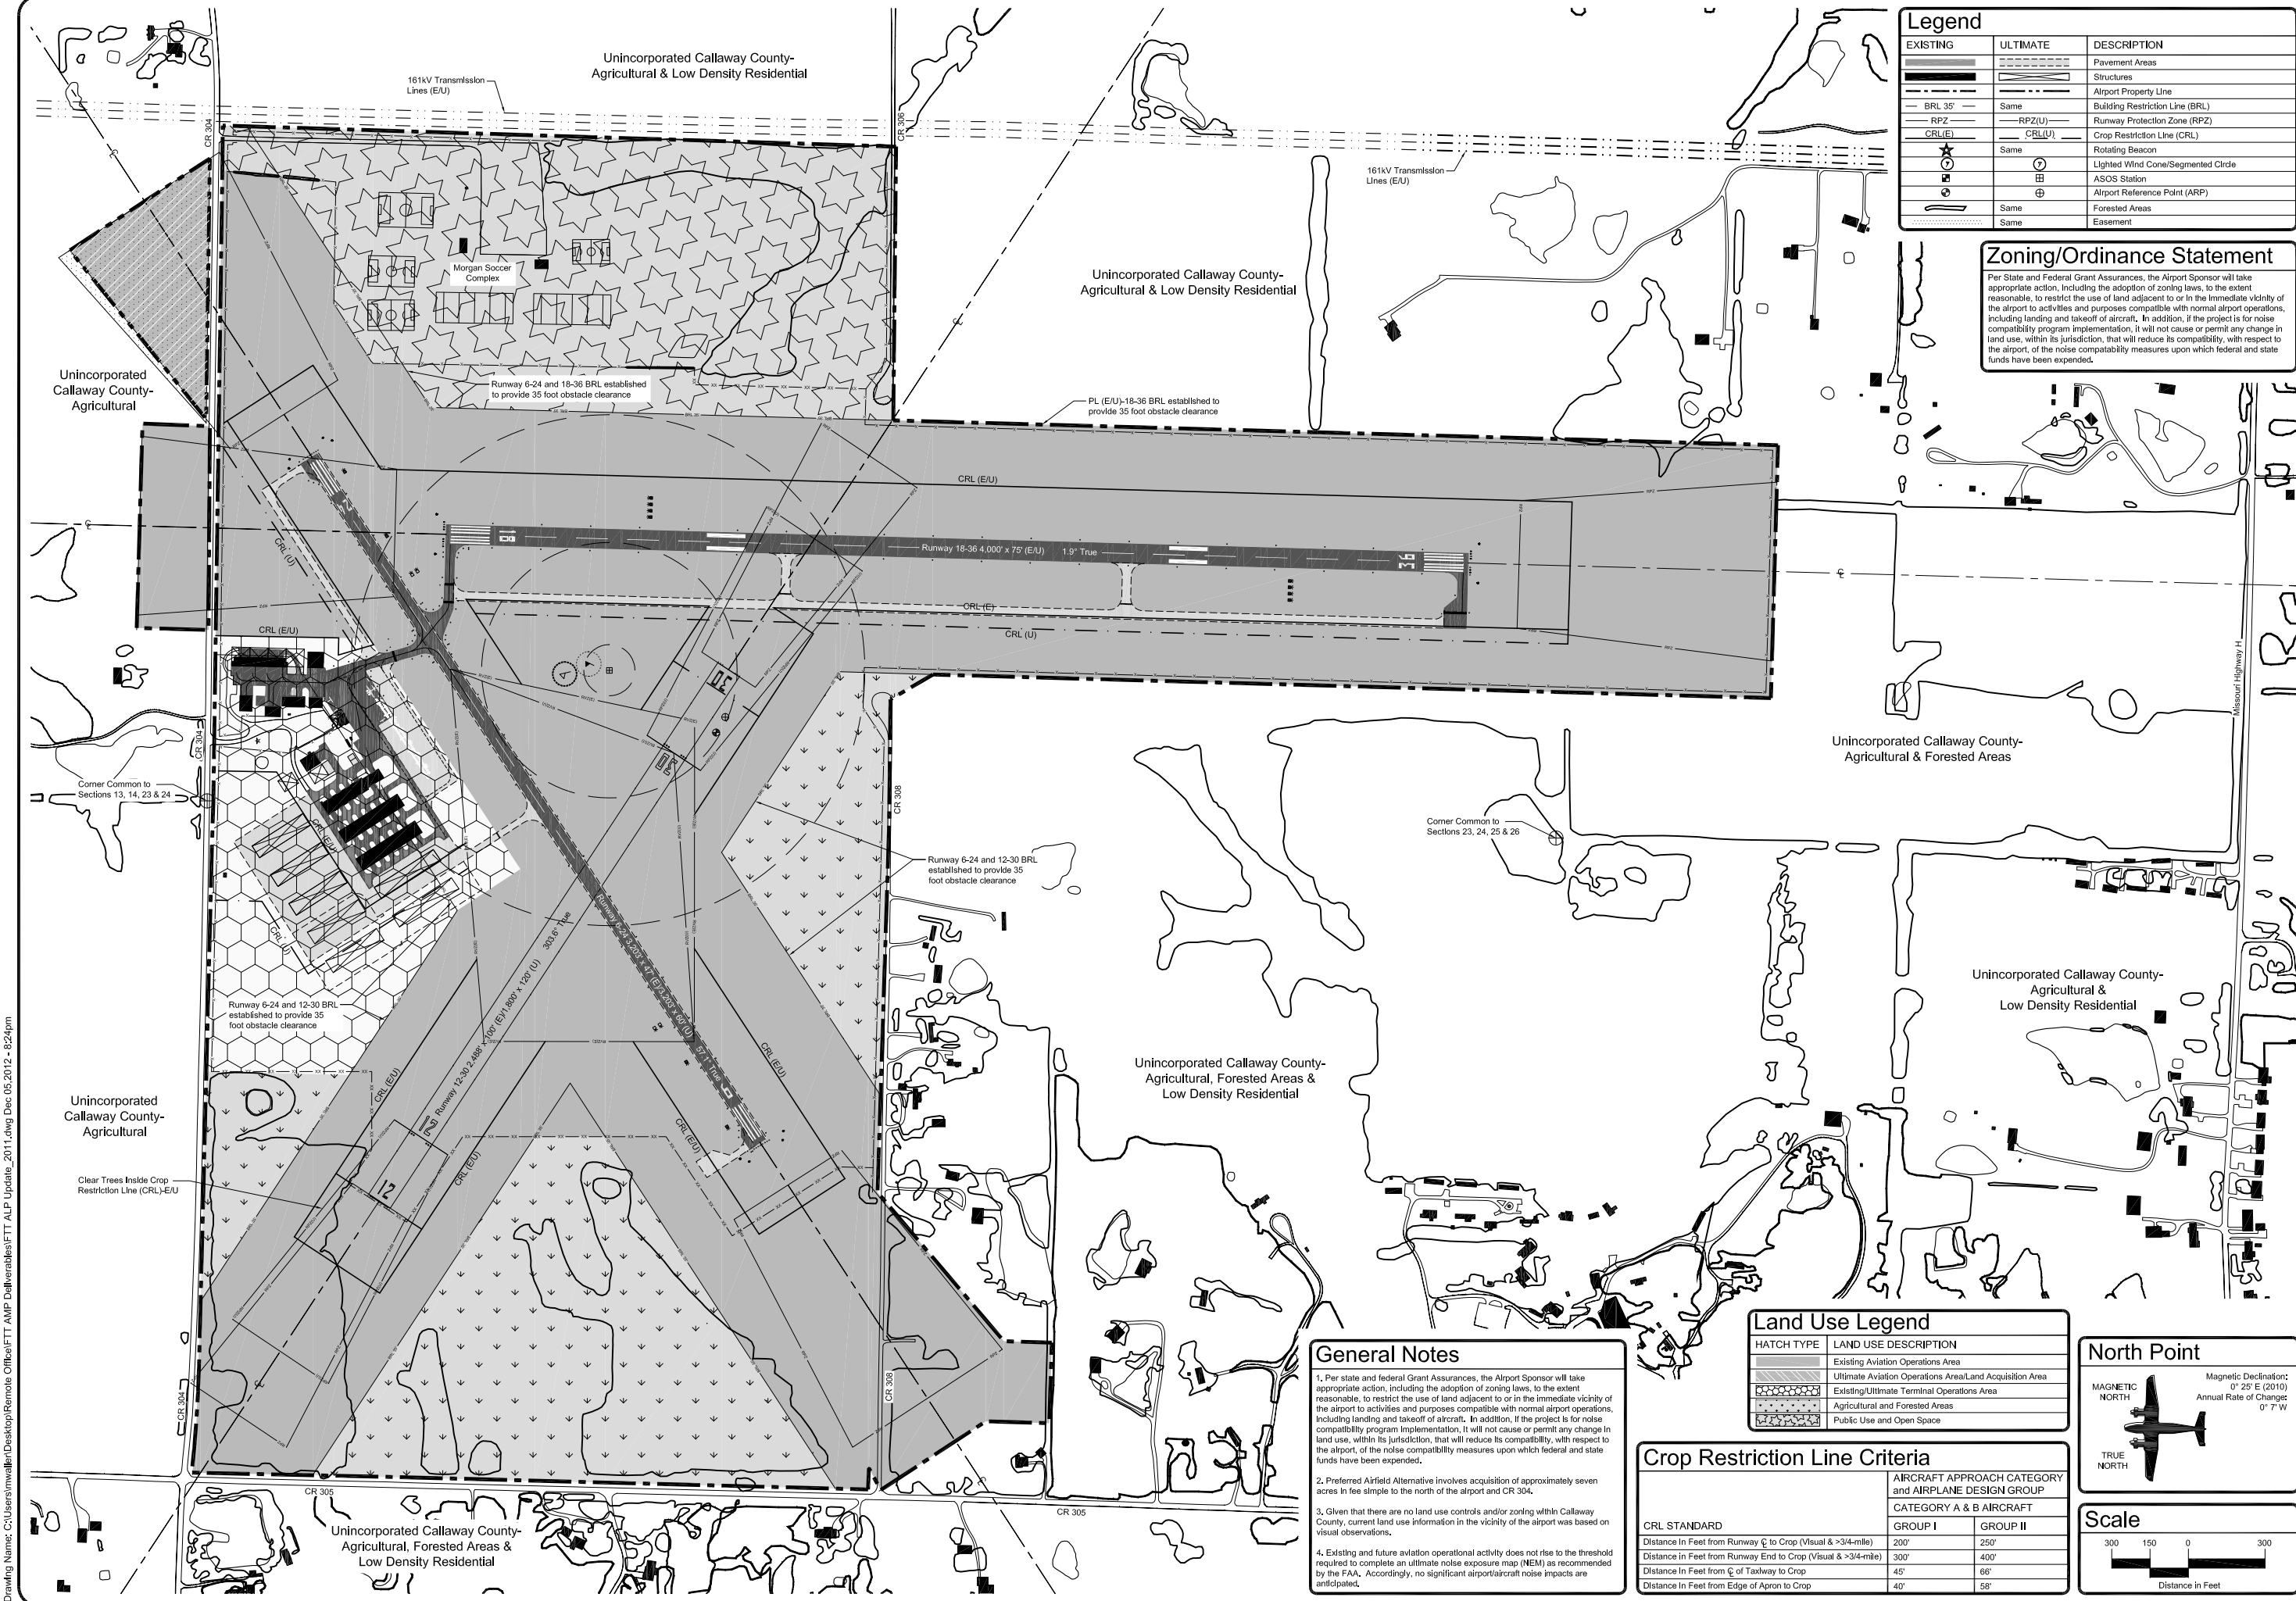 Unincorporated Callaway County-
Agricultural & Low Density Residential
161kV Transmission
Lines (E/U)
CR 304
CR 306
161kV Transmission
Lines (E/U)
Morgan Soccer
Complex
Unincorporated Callaway County-
Agricultural & Low Density Residential
Unincorporated
Callaway County-
Agricultural
Runway 6-24 and 18-36 BRL established
to provide 35 foot obstacle clearance
PL (E/U)-18-36 BRL established to
provide 35 foot obstacle clearance
CRL (E/U)
CRL (U)
18
Runway 18-36 4,000' x 75' (E/U)
1.9° True
36
CRL (E)
CRL (U)
CRL (E/U)
30
30
CR 304
CR 308
Corner Common to
Sections 13, 14, 23 & 24
CRL (E/U)
CRL (U)
Missouri Highway H
Unincorporated Callaway County-
Agricultural & Forested Areas
Corner Common to
Sections 23, 24, 25 & 26
Runway 6-24 and 12-30 BRL
established to provide 35
foot obstacle clearance
303.6° True
Runway 12-30 2,488' x 100' (E)/1,800' x 120' (U)
Runway 6-24 and 12-30 BRL
established to provide 35
foot obstacle clearance
Unincorporated Callaway County-
Agricultural &
Low Density Residential
Unincorporated Callaway County-
Agricultural, Forested Areas &
Low Density Residential
Unincorporated
Callaway County-
Agricultural
CRL (E/U)
CRL (E/U)
CRL (E/U)
CRL (E/U)
12
12
Clear Trees Inside Crop
Restriction Line (CRL)-E/U
CR 304
CR 308
CR 305
CR 305
Unincorporated Callaway County-
Agricultural, Forested Areas &
Low Density Residential
Drawing Name: C:\Users\mwaller\Desktop\Remote Office\FTT AMP Deliverables\FTT ALP Update_2011.dwg Dec 05,2012 - 8:24pm
Legend
EXISTING ULTIMATE DESCRIPTION
Pavement Areas
Structures
Airport Property Line
BRL 35' Same Building Restriction Line (BRL)
RPZ RPZ(U) Runway Protection Zone (RPZ)
CRL(E) CRL(U) Crop Restriction Line (CRL)
Same Rotating Beacon
Lighted Wind Cone/Segmented Circle
ASOS Station
Airport Reference Point (ARP)
Same Forested Areas
Same Easement
Zoning/Ordinance Statement
Per State and Federal Grant Assurances, the Airport Sponsor will take
appropriate action, including the adoption of zoning laws, to the extent
reasonable, to restrict the use of land adjacent to or in the immediate vicinity of
the airport to activities and purposes compatible with normal airport operations,
including landing and takeoff of aircraft. In addition, if the project is for noise
compatibility program implementation, it will not cause or permit any change in
land use, within its jurisdiction, that will reduce its compatibility, with respect to
the airport, of the noise compatability measures upon which federal and state
funds have been expended.
General Notes
1. Per state and federal Grant Assurances, the Airport Sponsor will take
appropriate action, including the adoption of zoning laws, to the extent
reasonable, to restrict the use of land adjacent to or in the immediate vicinity of
the airport to activities and purposes compatible with normal airport operations,
including landing and takeoff of aircraft. In addition, if the project is for noise
compatibility program implementation, it will not cause or permit any change in
land use, within its jurisdiction, that will reduce its compatibility, with respect to
the airport, of the noise compatibility measures upon which federal and state
funds have been expended.
2. Preferred Airfield Alternative involves acquisition of approximately seven
acres in fee simple to the north of the airport and CR 304.
3. Given that there are no land use controls and/or zoning within Callaway
County, current land use information in the vicinity of the airport was based on
visual observations.
4. Existing and future aviation operational activity does not rise to the threshold
required to complete an ultimate noise exposure map (NEM) as recommended
by the FAA. Accordingly, no significant airport/aircraft noise impacts are
anticipated.
Land Use Legend
HATCH TYPE LAND USE DESCRIPTION
Existing Aviation Operations Area
Ultimate Aviation Operations Area/Land Acquisition Area
Existing/Ultimate Terminal Operations Area
Agricultural and Forested Areas
Public Use and Open Space
Crop Restriction Line Criteria
AIRCRAFT APPROACH CATEGORY
and AIRPLANE DESIGN GROUP
CATEGORY A & B AIRCRAFT
CRL STANDARD GROUP I GROUP II
Distance in Feet from Runway ℄ to Crop (Visual & >3/4-mile) 200' 250'
Distance in Feet from Runway End to Crop (Visual & >3/4-mile) 300' 400'
Distance in Feet from ℄ of Taxiway to Crop 45' 66'
Distance in Feet from Edge of Apron to Crop 40' 58'
North Point
MAGNETIC
NORTH
Magnetic Declination:
0° 25' E (2010)
Annual Rate of Change:
0° 7' W
TRUE
NORTH
Scale
300 150 0 300
Distance in Feet